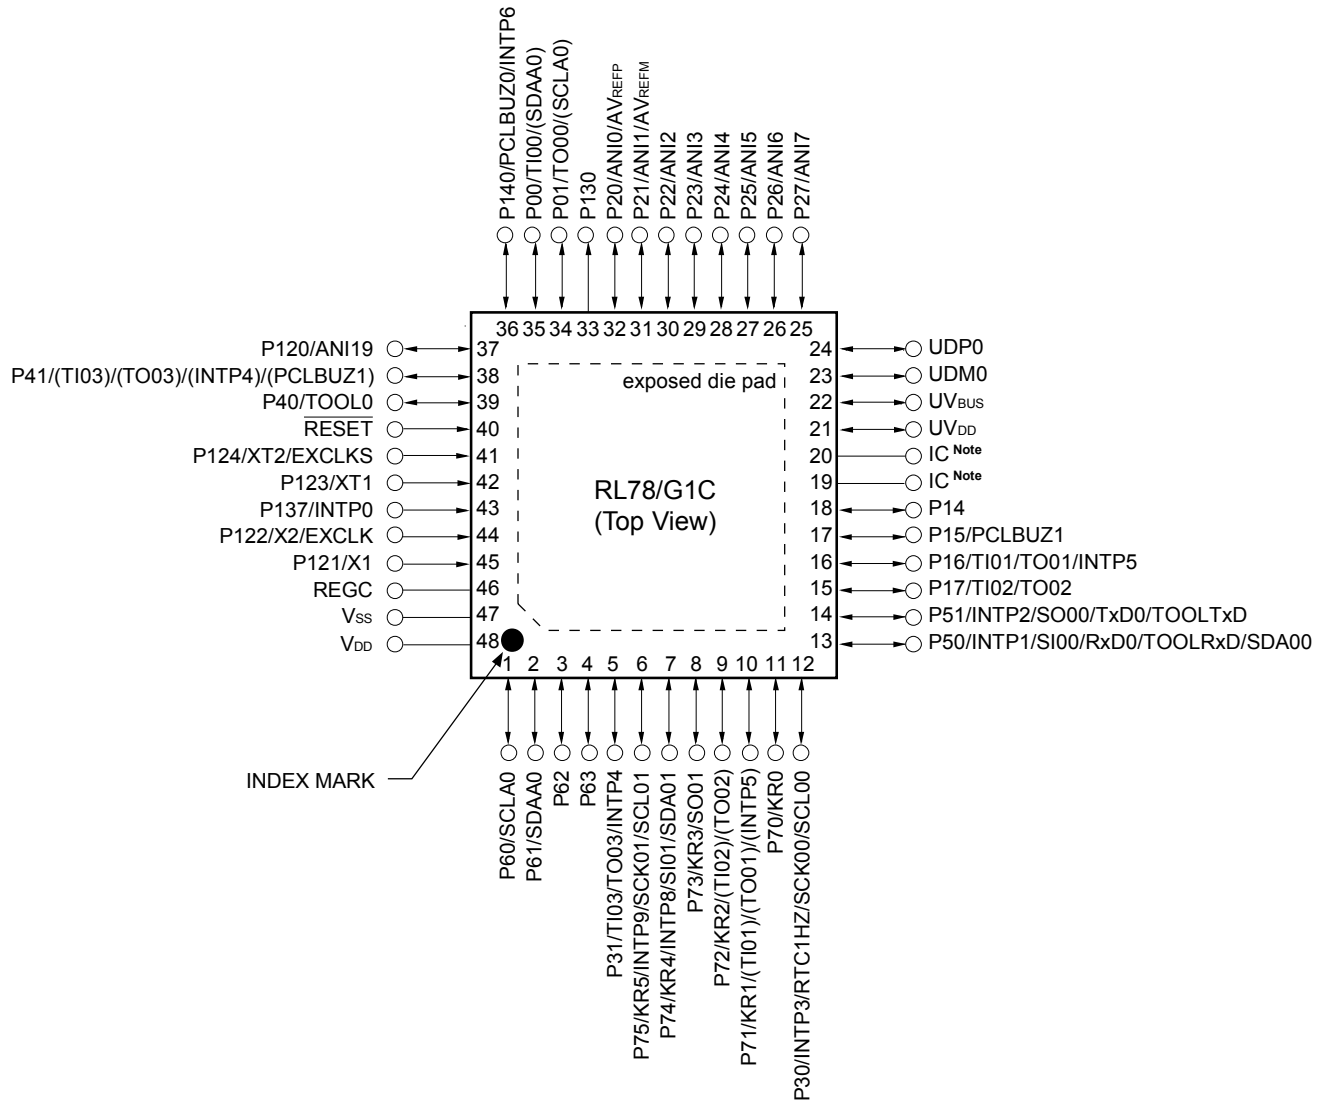 P140/PCLBUZ0/INTP6
P00/TI00/(SDAA0)
P01/TO00/(SCLA0)
P130
P20/ANI0/AVREFP
P21/ANI1/AVREFM
P22/ANI2
P23/ANI3
P24/ANI4
P25/ANI5
P26/ANI6
P27/ANI7
36 35 34 33 32 31 30 29 28 27 26 25
P120/ANI19 37
P41/(TI03)/(TO03)/(INTP4)/(PCLBUZ1) 38
P40/TOOL0 39
RESET 40
P124/XT2/EXCLKS 41
P123/XT1 42
P137/INTP0 43
P122/X2/EXCLK 44
P121/X1 45
REGC 46
VSS 47
VDD 48
exposed die pad
RL78/G1C
(Top View)
24 UDP0
23 UDM0
22 UVBUS
21 UVDD
20 IC Note
19 IC Note
18 P14
17 P15/PCLBUZ1
16 P16/TI01/TO01/INTP5
15 P17/TI02/TO02
14 P51/INTP2/SO00/TxD0/TOOLTxD
13 P50/INTP1/SI00/RxD0/TOOLRxD/SDA00
1 2 3 4 5 6 7 8 9 10 11 12
INDEX MARK
P60/SCLA0
P61/SDAA0
P62
P63
P31/TI03/TO03/INTP4
P75/KR5/INTP9/SCK01/SCL01
P74/KR4/INTP8/SI01/SDA01
P73/KR3/SO01
P72/KR2/(TI02)/(TO02)
P71/KR1/(TI01)/(TO01)/(INTP5)
P70/KR0
P30/INTP3/RTC1HZ/SCK00/SCL00